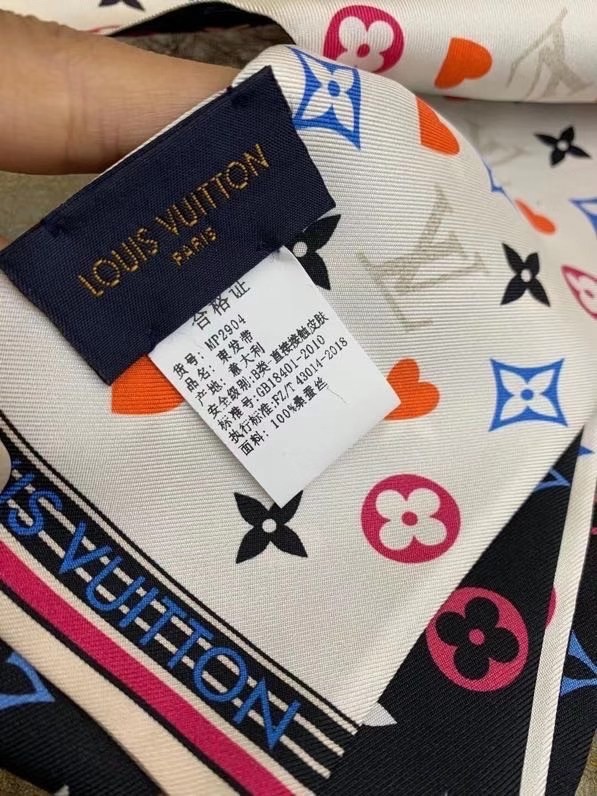 LOUIS VUITTON
PARIS
合格证
货号: MP2904
品名: 束发带
产地: 意大利
安全级别:B类 直接接触皮肤
标准号:GB18401-2010
执行标准:FZ/T 43014-2018
面料: 100%桑蚕丝
IS VUITTON